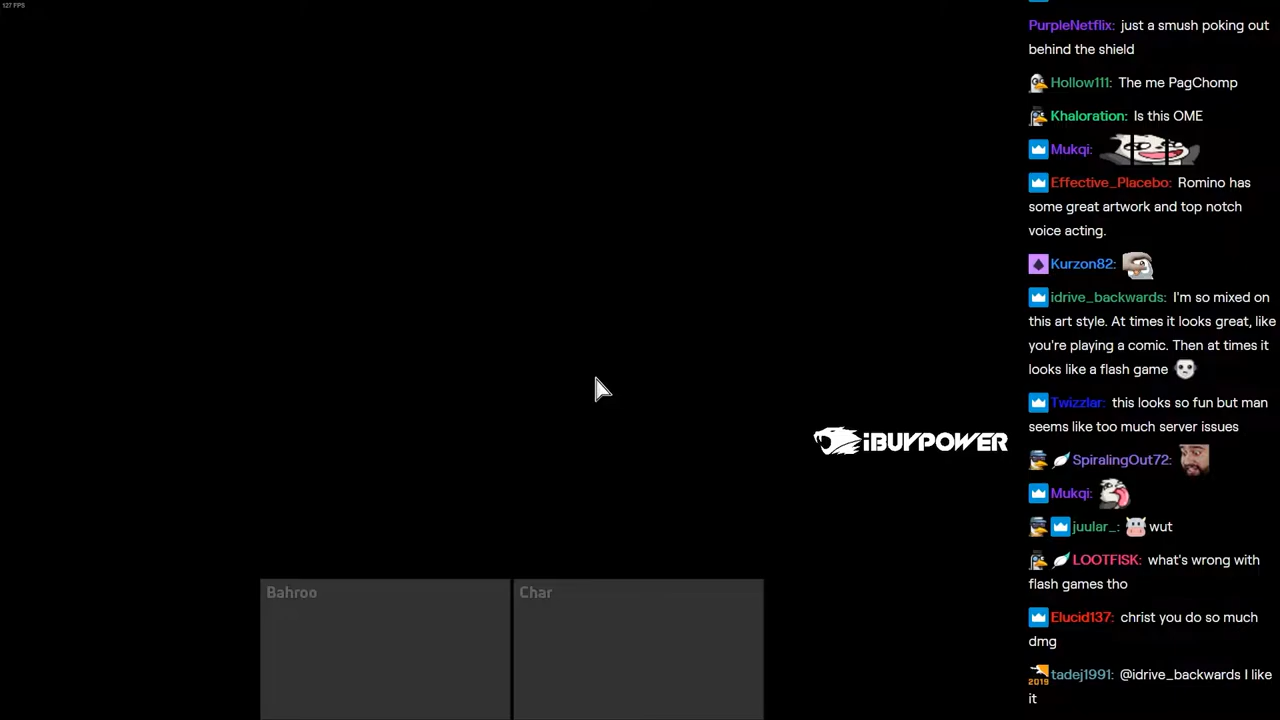 127 FPS
PurpleNetflix: just a smush poking out
behind the shield
Hollow111: The me PagChomp
Khaloration: Is this OME
Mukqi:
Effective_Placebo: Romino has
some great artwork and top notch
voice acting.
Kurzon82:
idrive_backwards: I'm so mixed on
this art style. At times it looks great, like
you're playing a comic. Then at times it
looks like a flash game
Twizzlar: this looks so fun but man
seems like too much server issues
iBUYPOWER
SpiralingOut72:
Mukqi:
juular_: wut
LOOTFISK: what's wrong with
flash games tho
Bahroo
Char
Elucid137: christ you do so much
dmg
2019
tadej1991: @idrive_backwards I like
it